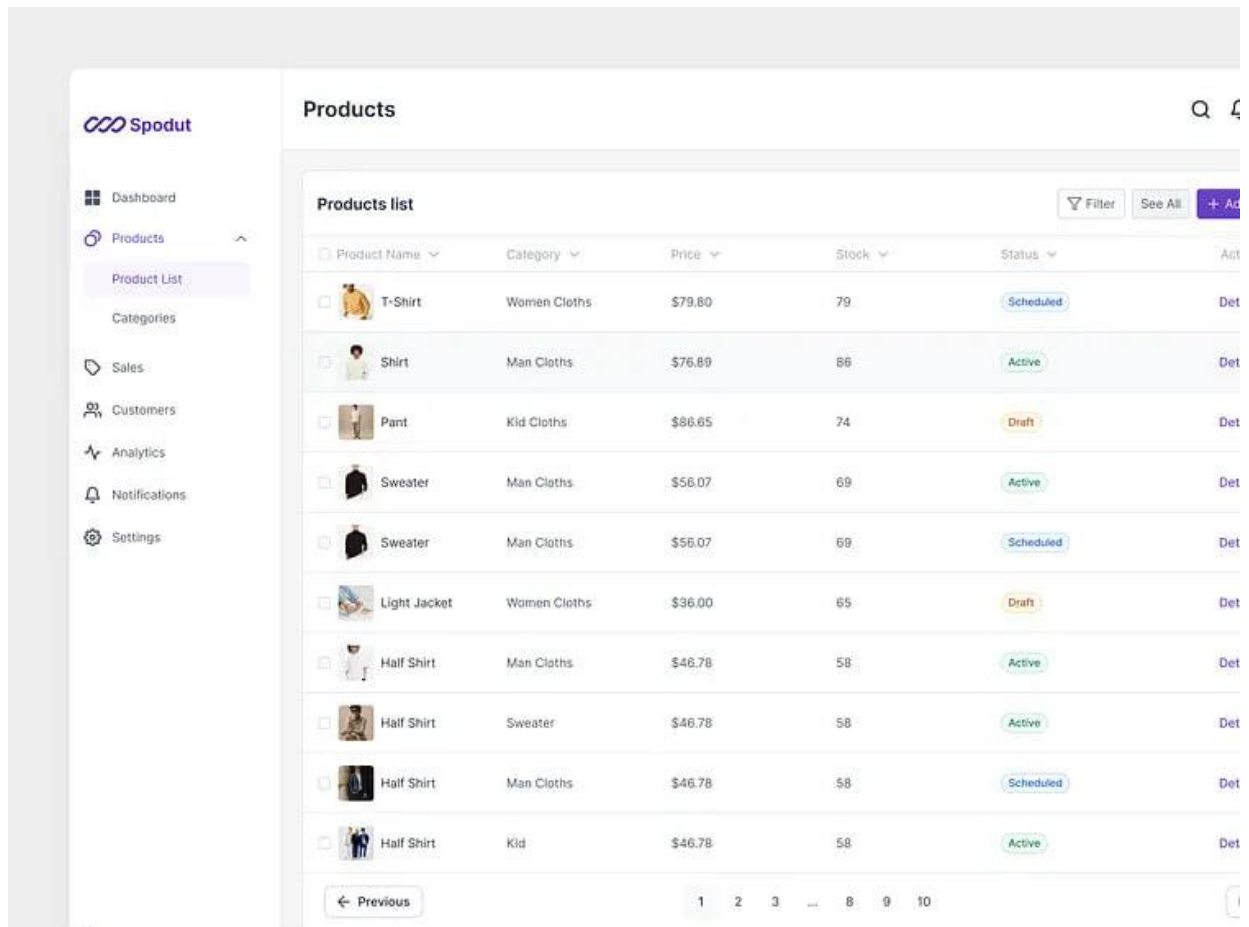 Spodut
Products
Dashboard
Products
Product List
Categories
Sales
Customers
Analytics
Notifications
Settings
Products list
Filter
See All
+ Ad
Product Name
Category
Price
Stock
Status
Act
T-Shirt Women Cloths $79.80 79 Scheduled Det
Shirt Man Cloths $76.89 86 Active Det
Pant Kid Cloths $86.65 74 Draft Det
Sweater Man Cloths $56.07 69 Active Det
Sweater Man Cloths $56.07 69 Scheduled Det
Light Jacket Women Cloths $36.00 65 Draft Det
Half Shirt Man Cloths $46.78 58 Active Det
Half Shirt Sweater $46.78 58 Active Det
Half Shirt Man Cloths $46.78 58 Scheduled Det
Half Shirt Kid $46.78 58 Active Det
← Previous
1 2 3 ... 8 9 10